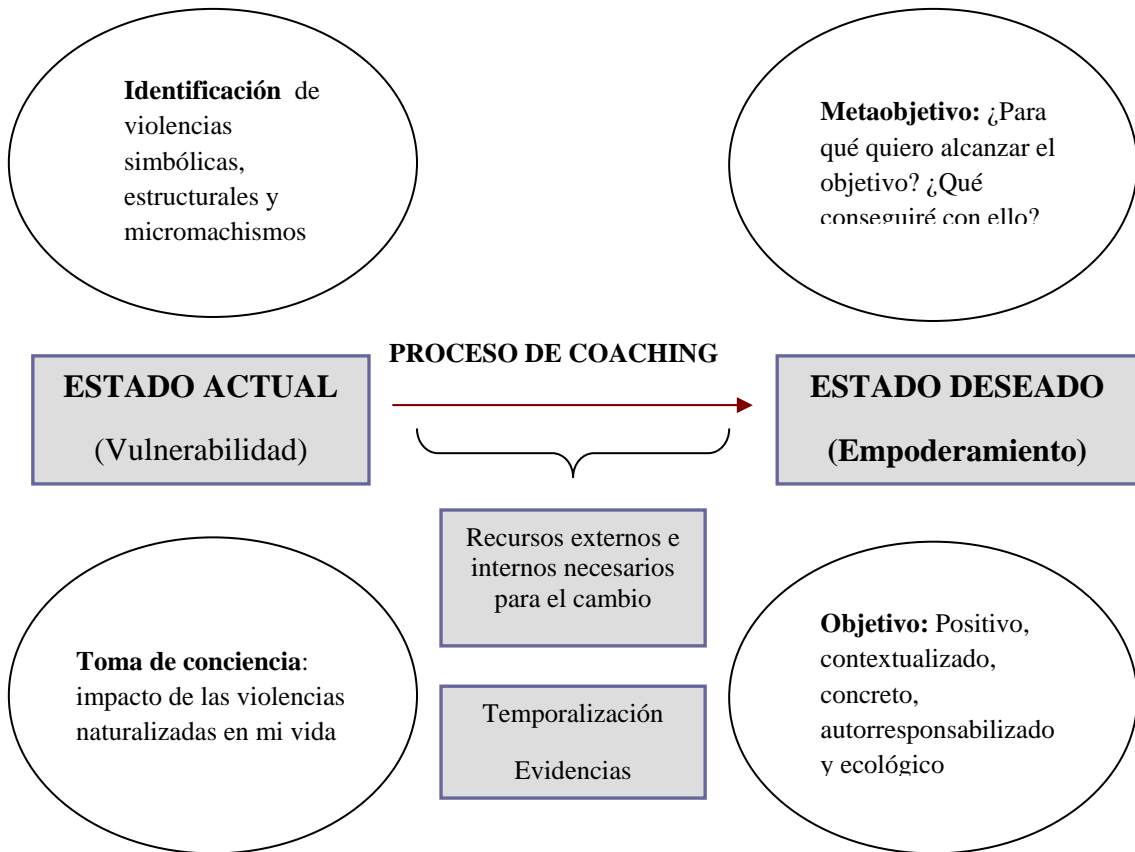 Identificación de
violencias
simbólicas,
estructurales y
micromachismos
Metaobjetivo: ¿Para
qué quiero alcanzar el
objetivo? ¿Qué
conseguiré con ello?
PROCESO DE COACHING
ESTADO ACTUAL
(Vulnerabilidad)
ESTADO DESEADO
(Empoderamiento)
Recursos externos e
internos necesarios
para el cambio
Toma de conciencia:
impacto de las violencias
naturalizadas en mi vida
Temporalización
Evidencias
Objetivo: Positivo,
contextualizado,
concreto,
autorresponsabilizado
y ecológico